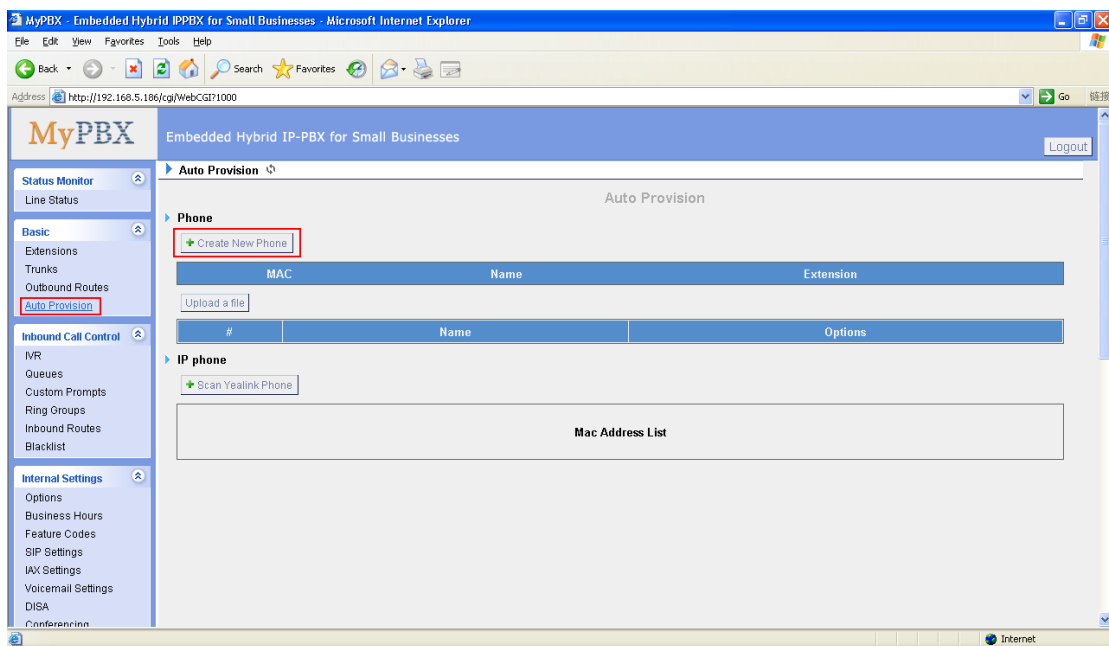 MyPBX - Embedded Hybrid IPPBX for Small Businesses - Microsoft Internet Explorer
File Edit View Favorites Tools Help
Back Search Favorites
Address http://192.168.5.186/cgi/WebCGI?1000 Go 链接
MyPBX Embedded Hybrid IP-PBX for Small Businesses
Logout
Auto Provision
Status Monitor
Line Status
Basic
Extensions
Trunks
Outbound Routes
Auto Provision
Inbound Call Control
IVR
Queues
Custom Prompts
Ring Groups
Inbound Routes
Blacklist
Internal Settings
Options
Business Hours
Feature Codes
SIP Settings
IAX Settings
Voicemail Settings
DISA
Conferencing
Auto Provision
Phone
Create New Phone
MAC Name Extension
Upload a file
# Name Options
IP phone
Scan Yealink Phone
Mac Address List
Internet